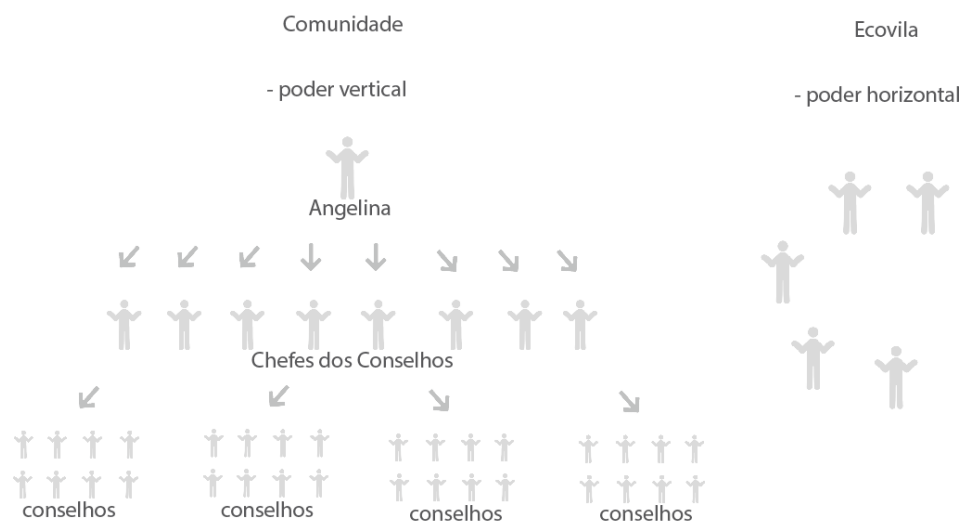 Comunidade
- poder vertical
Angelina
Chefes dos Conselhos
conselhos
conselhos
conselhos
conselhos
Ecovila
- poder horizontal